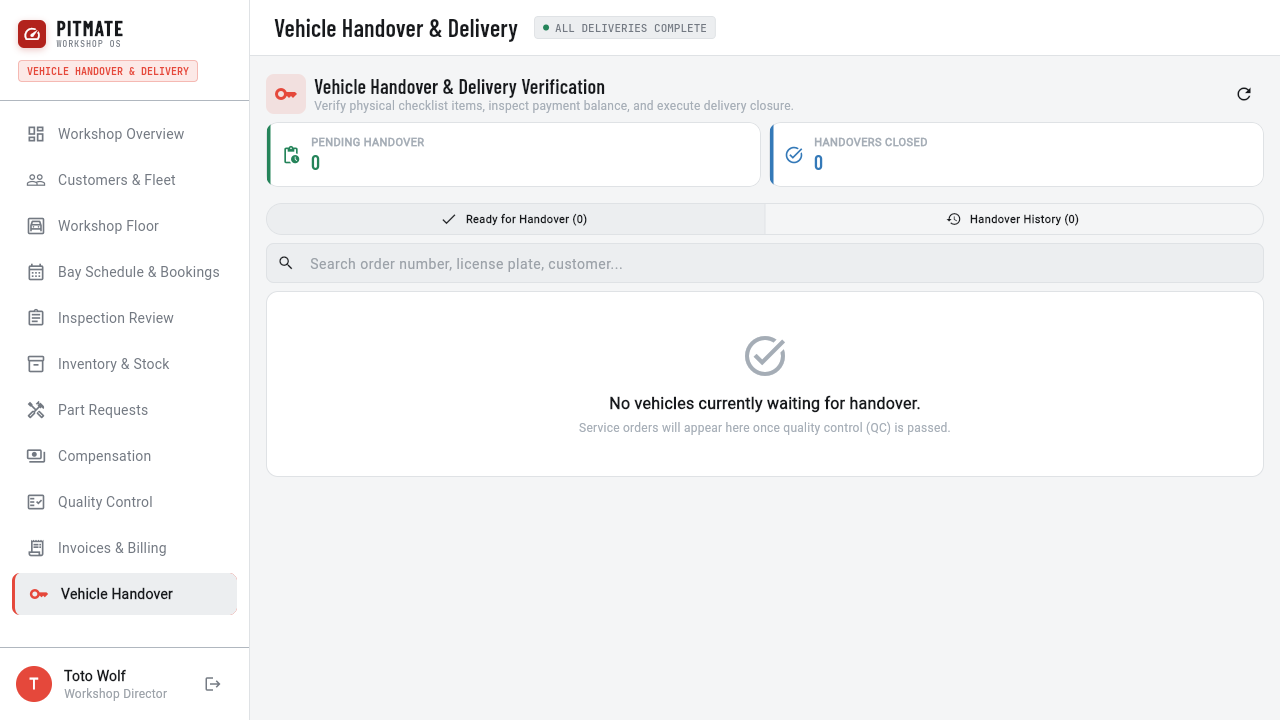 PITMATE
WORKSHOP OS
VEHICLE HANDOVER & DELIVERY
Workshop Overview
Customers & Fleet
Workshop Floor
Bay Schedule & Bookings
Inspection Review
Inventory & Stock
Part Requests
Compensation
Quality Control
Invoices & Billing
Vehicle Handover
T
Toto Wolf
Workshop Director
Vehicle Handover & Delivery
ALL DELIVERIES COMPLETE
Vehicle Handover & Delivery Verification
Verify physical checklist items, inspect payment balance, and execute delivery closure.
PENDING HANDOVER
0
HANDOVERS CLOSED
0
Ready for Handover (0)
Handover History (0)
Search order number, license plate, customer...
No vehicles currently waiting for handover.
Service orders will appear here once quality control (QC) is passed.